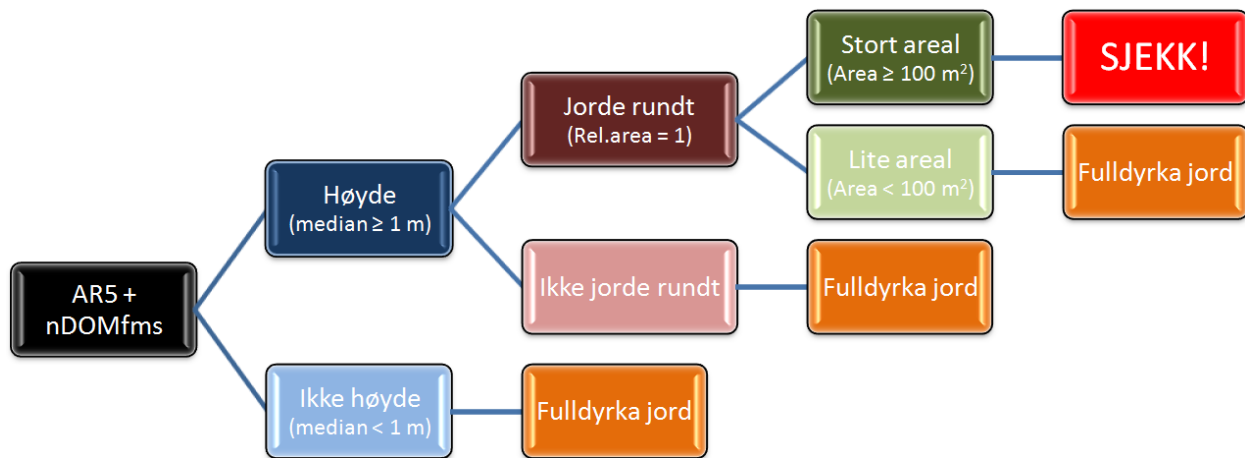 AR5 +
nDOMfms
Høyde
(median ≥ 1 m)
Ikke høyde
(median < 1 m)
Jorde rundt
(Rel.area = 1)
Ikke jorde rundt
Fulldyrka jord
Stort areal
(Area ≥ 100 m²)
Lite areal
(Area < 100 m²)
Fulldyrka jord
SJEKK!
Fulldyrka jord